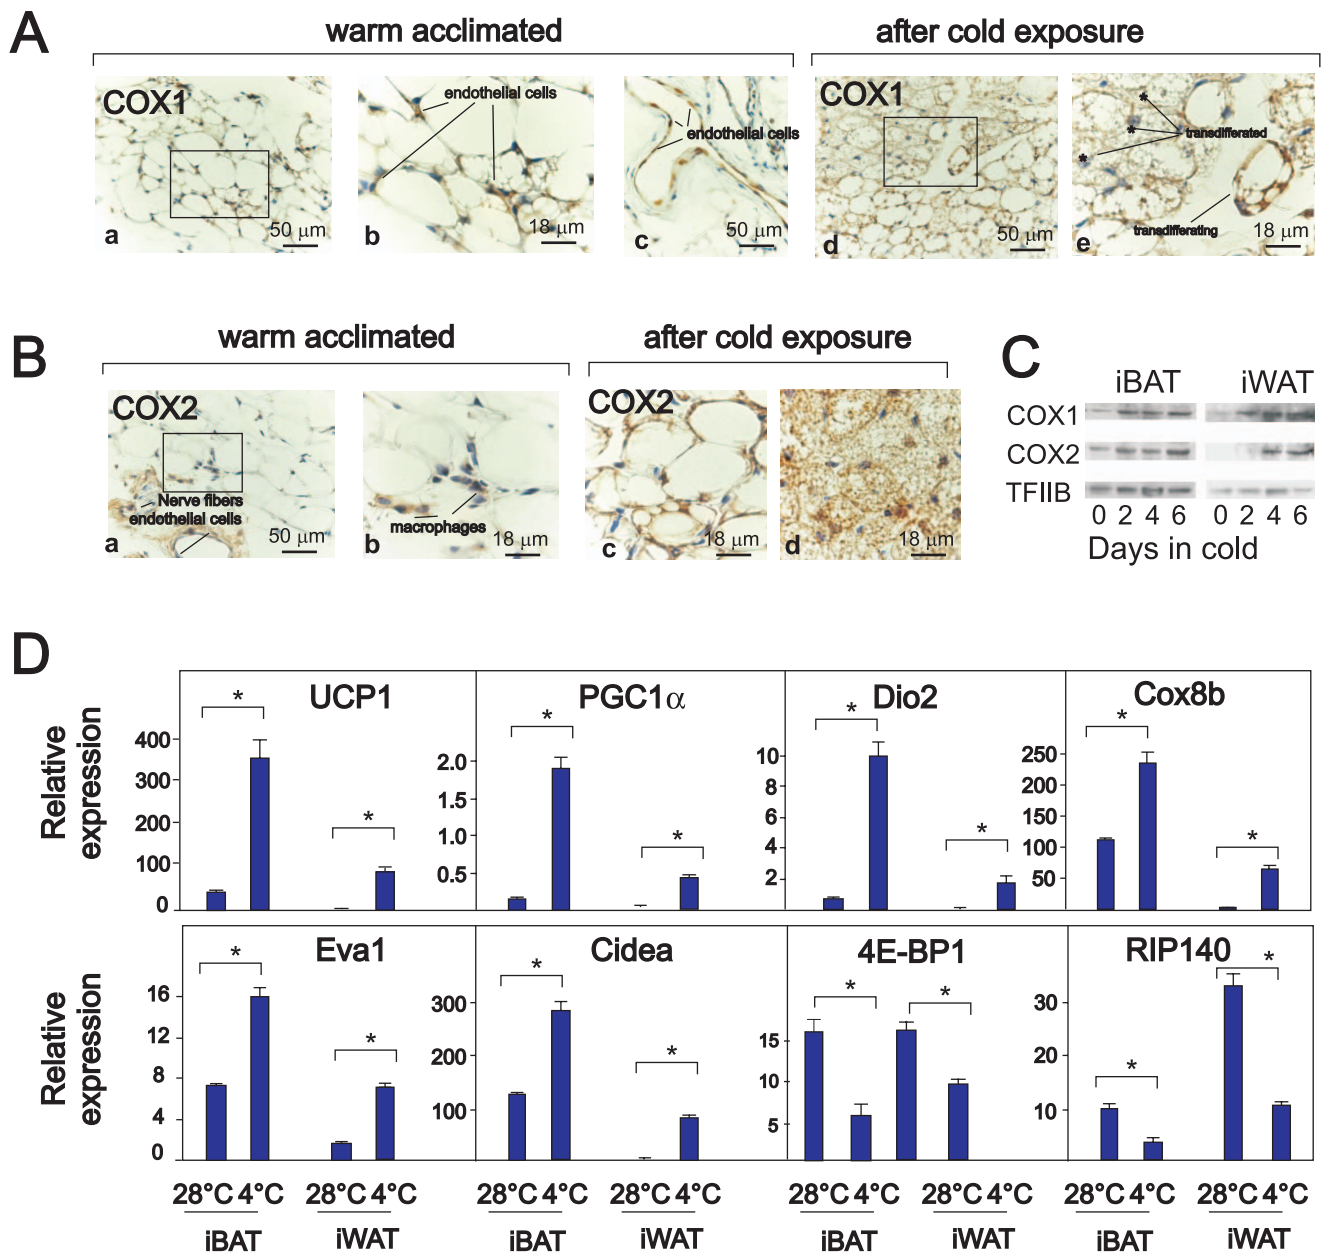 A
warm acclimated
after cold exposure
COX1
endothelial cells
endothelial cells
COX1
*
*
*
transdifferated
transdifferating
a
50 µm
b
18 µm
c
50 µm
d
50 µm
e
18 µm
B
warm acclimated
after cold exposure
COX2
Nerve fibers
endothelial cells
macrophages
COX2
a
50 µm
b
18 µm
c
18 µm
d
18 µm
C
iBAT iWAT
COX1
COX2
TFIIB
0 2 4 6 0 2 4 6
Days in cold
D
Relative
expression
UCP1
*
*
400
300
200
100
0
PGC1α
*
*
2.0
1.5
1.0
0.5
Dio2
*
*
10
8
6
4
2
Cox8b
*
*
250
200
150
100
50
Relative
expression
Eva1
*
*
16
12
8
4
0
Cidea
*
*
300
200
100
4E-BP1
*
*
15
10
5
RIP140
*
*
30
20
10
28°C 4°C 28°C 4°C 28°C 4°C 28°C 4°C 28°C 4°C 28°C 4°C 28°C 4°C 28°C 4°C
iBAT iWAT iBAT iWAT iBAT iWAT iBAT iWAT